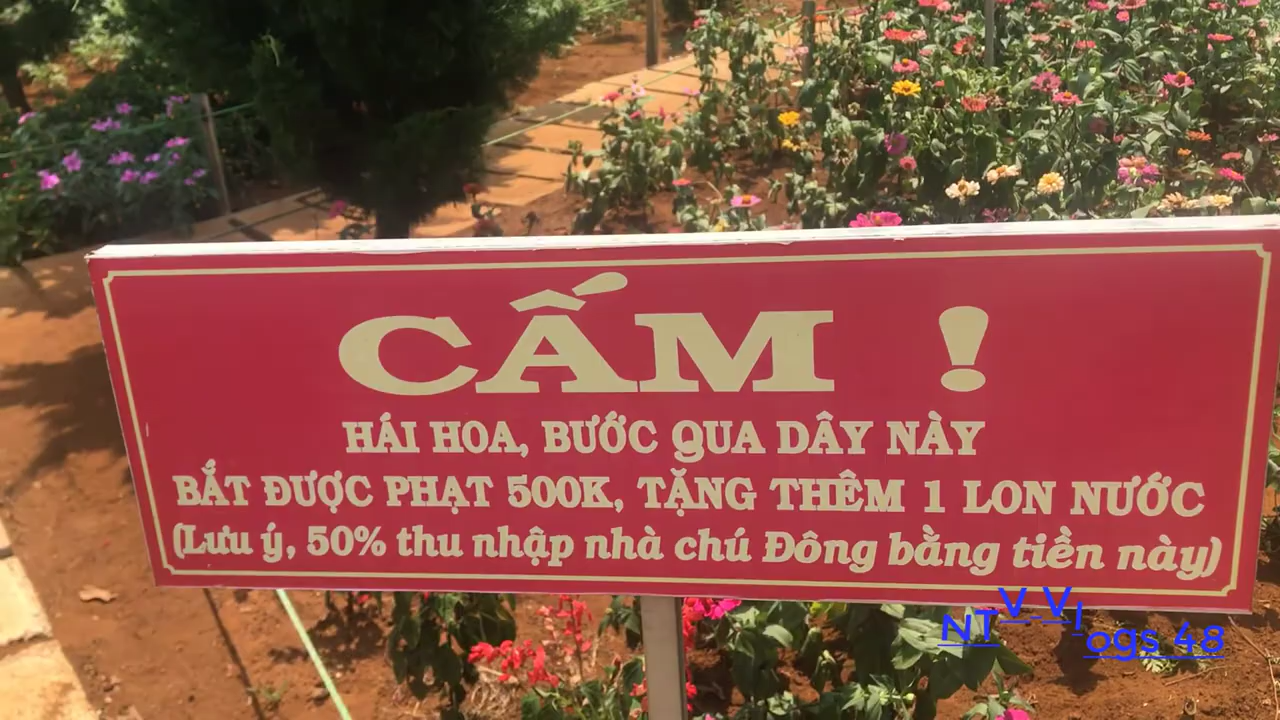 CẤM !
HÁI HOA, BƯỚC QUA DÂY NÀY
BẮT ĐƯỢC PHẠT 500K, TẶNG THÊM 1 LON NƯỚC
(Lưu ý, 50% thu nhập nhà chú Đông bằng tiền này)
NTV Vlogs 48